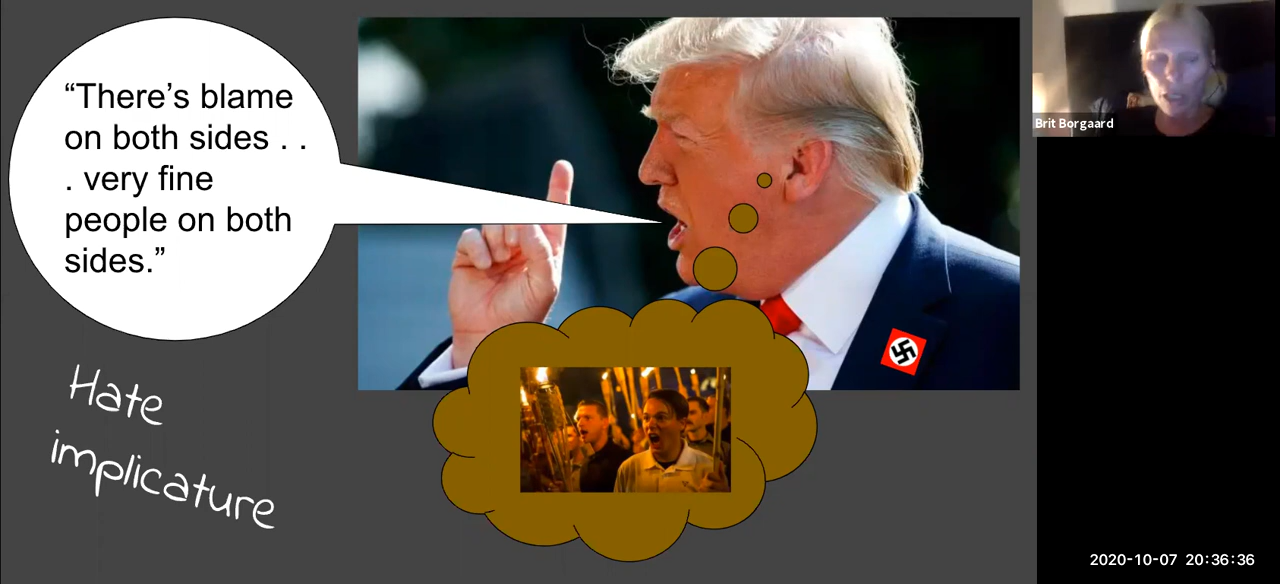 “There’s blame
on both sides . .
. very fine
people on both
sides.”
Hate
implicature
Brit Borgaard
2020-10-07 20:36:36